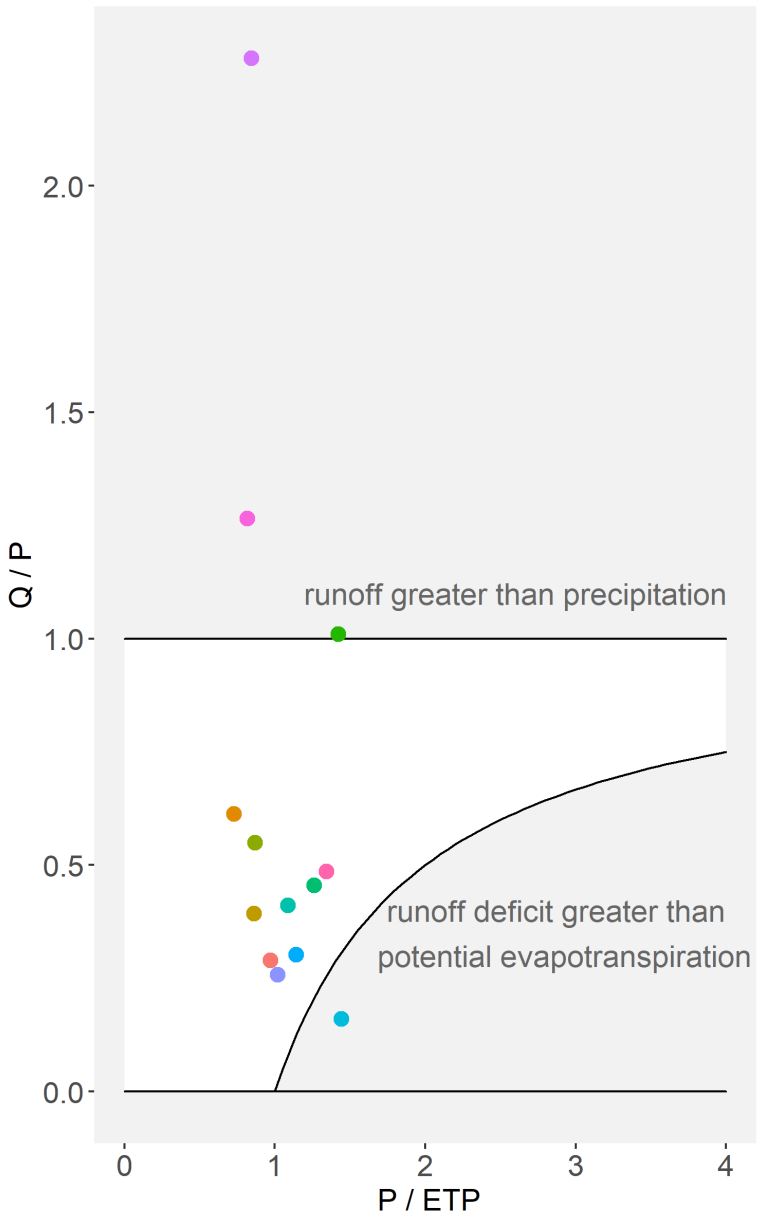 2.0
1.5
Q / P
runoff greater than precipitation
1.0
0.5
runoff deficit greater than
potential evapotranspiration
0.0
0 1 2 3 4
P / ETP